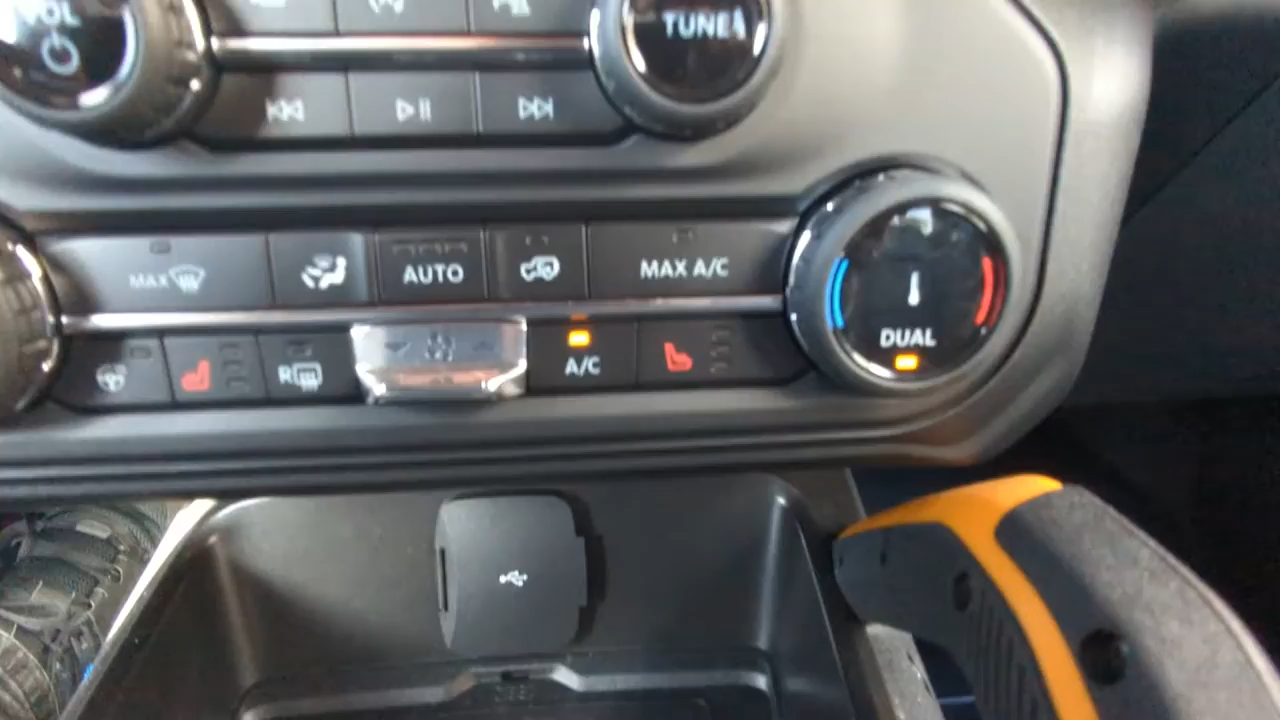 VOL
TUNE
MAX
AUTO
MAX A/C
R
A/C
DUAL